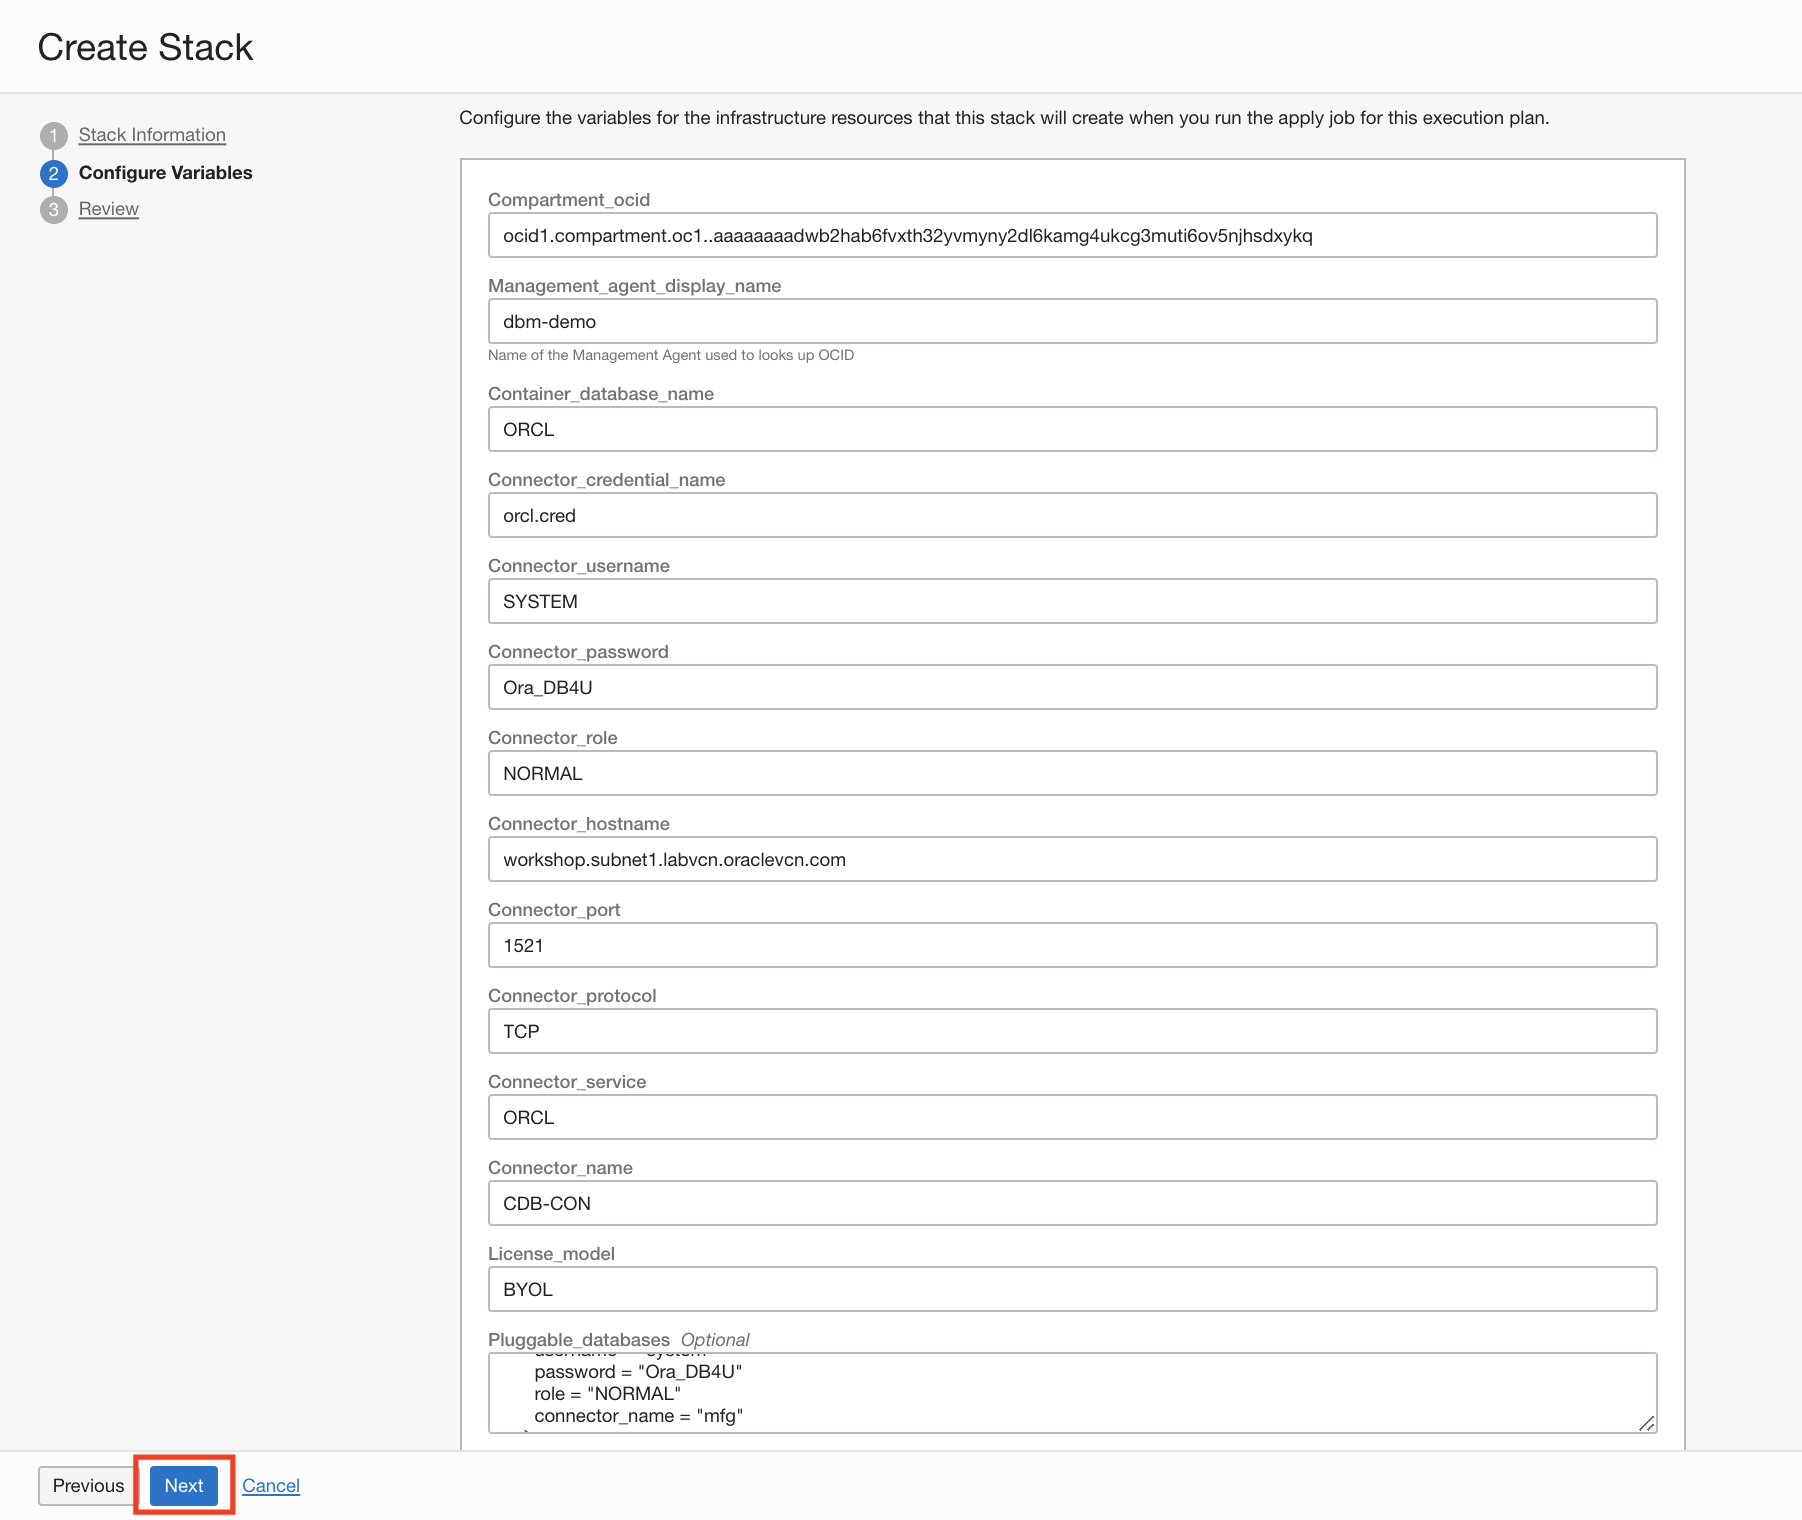 Create Stack
1 Stack Information
2 Configure Variables
3 Review
Configure the variables for the infrastructure resources that this stack will create when you run the apply job for this execution plan.
Compartment_ocid
ocid1.compartment.oc1..aaaaaaaadwb2hab6fvxth32yvmyny2dl6kamg4ukcg3muti6ov5njhsdxykq
Management_agent_display_name
dbm-demo
Name of the Management Agent used to looks up OCID
Container_database_name
ORCL
Connector_credential_name
orcl.cred
Connector_username
SYSTEM
Connector_password
Ora_DB4U
Connector_role
NORMAL
Connector_hostname
workshop.subnet1.labvcn.oraclevcn.com
Connector_port
1521
Connector_protocol
TCP
Connector_service
ORCL
Connector_name
CDB-CON
License_model
BYOL
Pluggable_databases Optional
password = "Ora_DB4U"
role = "NORMAL"
connector_name = "mfg"
Previous Next Cancel